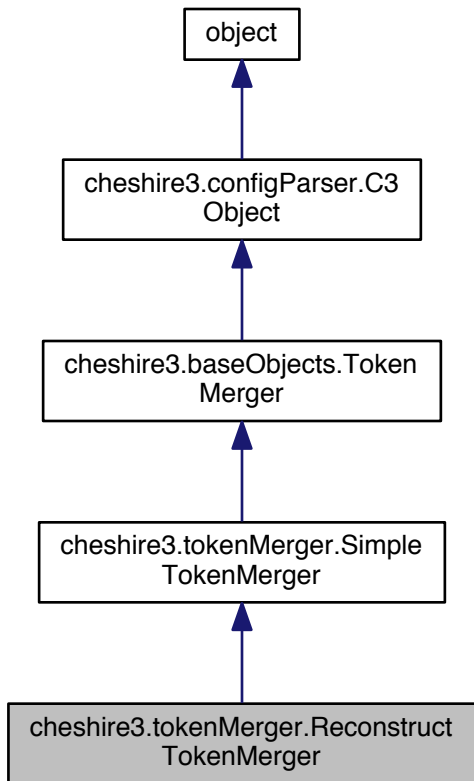 object
cheshire3.configParser.C3
Object
cheshire3.baseObjects.Token
Merger
cheshire3.tokenMerger.Simple
TokenMerger
cheshire3.tokenMerger.Reconstruct
TokenMerger